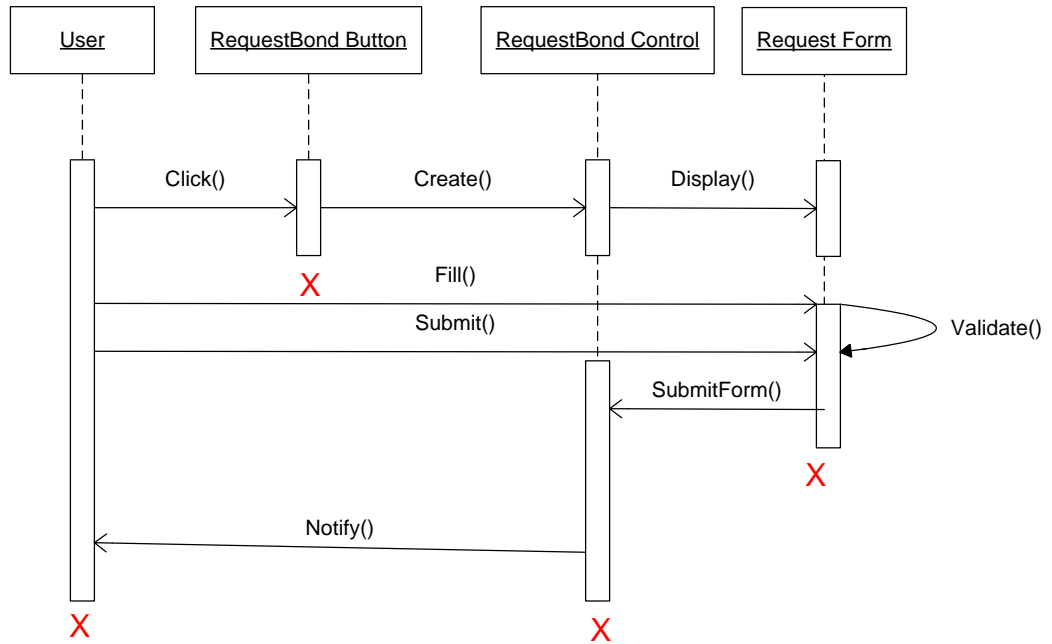 User
RequestBond Button
RequestBond Control
Request Form
Click()
Create()
Display()
X
Fill()
Submit()
Validate()
SubmitForm()
X
Notify()
X
X